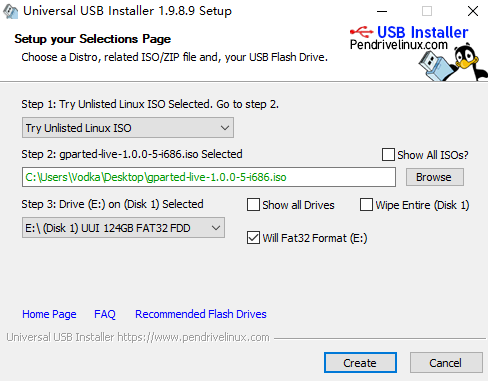 Universal USB Installer 1.9.8.9 Setup
Setup your Selections Page
Choose a Distro, related ISO/ZIP file and, your USB Flash Drive.
USB Installer
Pendrivelinux.com
Step 1: Try Unlisted Linux ISO Selected. Go to step 2.
Try Unlisted Linux ISO
Step 2: gparted-live-1.0.0-5-i686.iso Selected
Show All ISOs?
C:\Users\Vodka\Desktop\gparted-live-1.0.0-5-i686.iso
Browse
Step 3: Drive (E:) on (Disk 1) Selected
Show all Drives
Wipe Entire (Disk 1)
E:\ (Disk 1) UUI 124GB FAT32 FDD
Will Fat32 Format (E:)
Home Page FAQ Recommended Flash Drives
Universal USB Installer https://www.pendrivelinux.com
Create Cancel